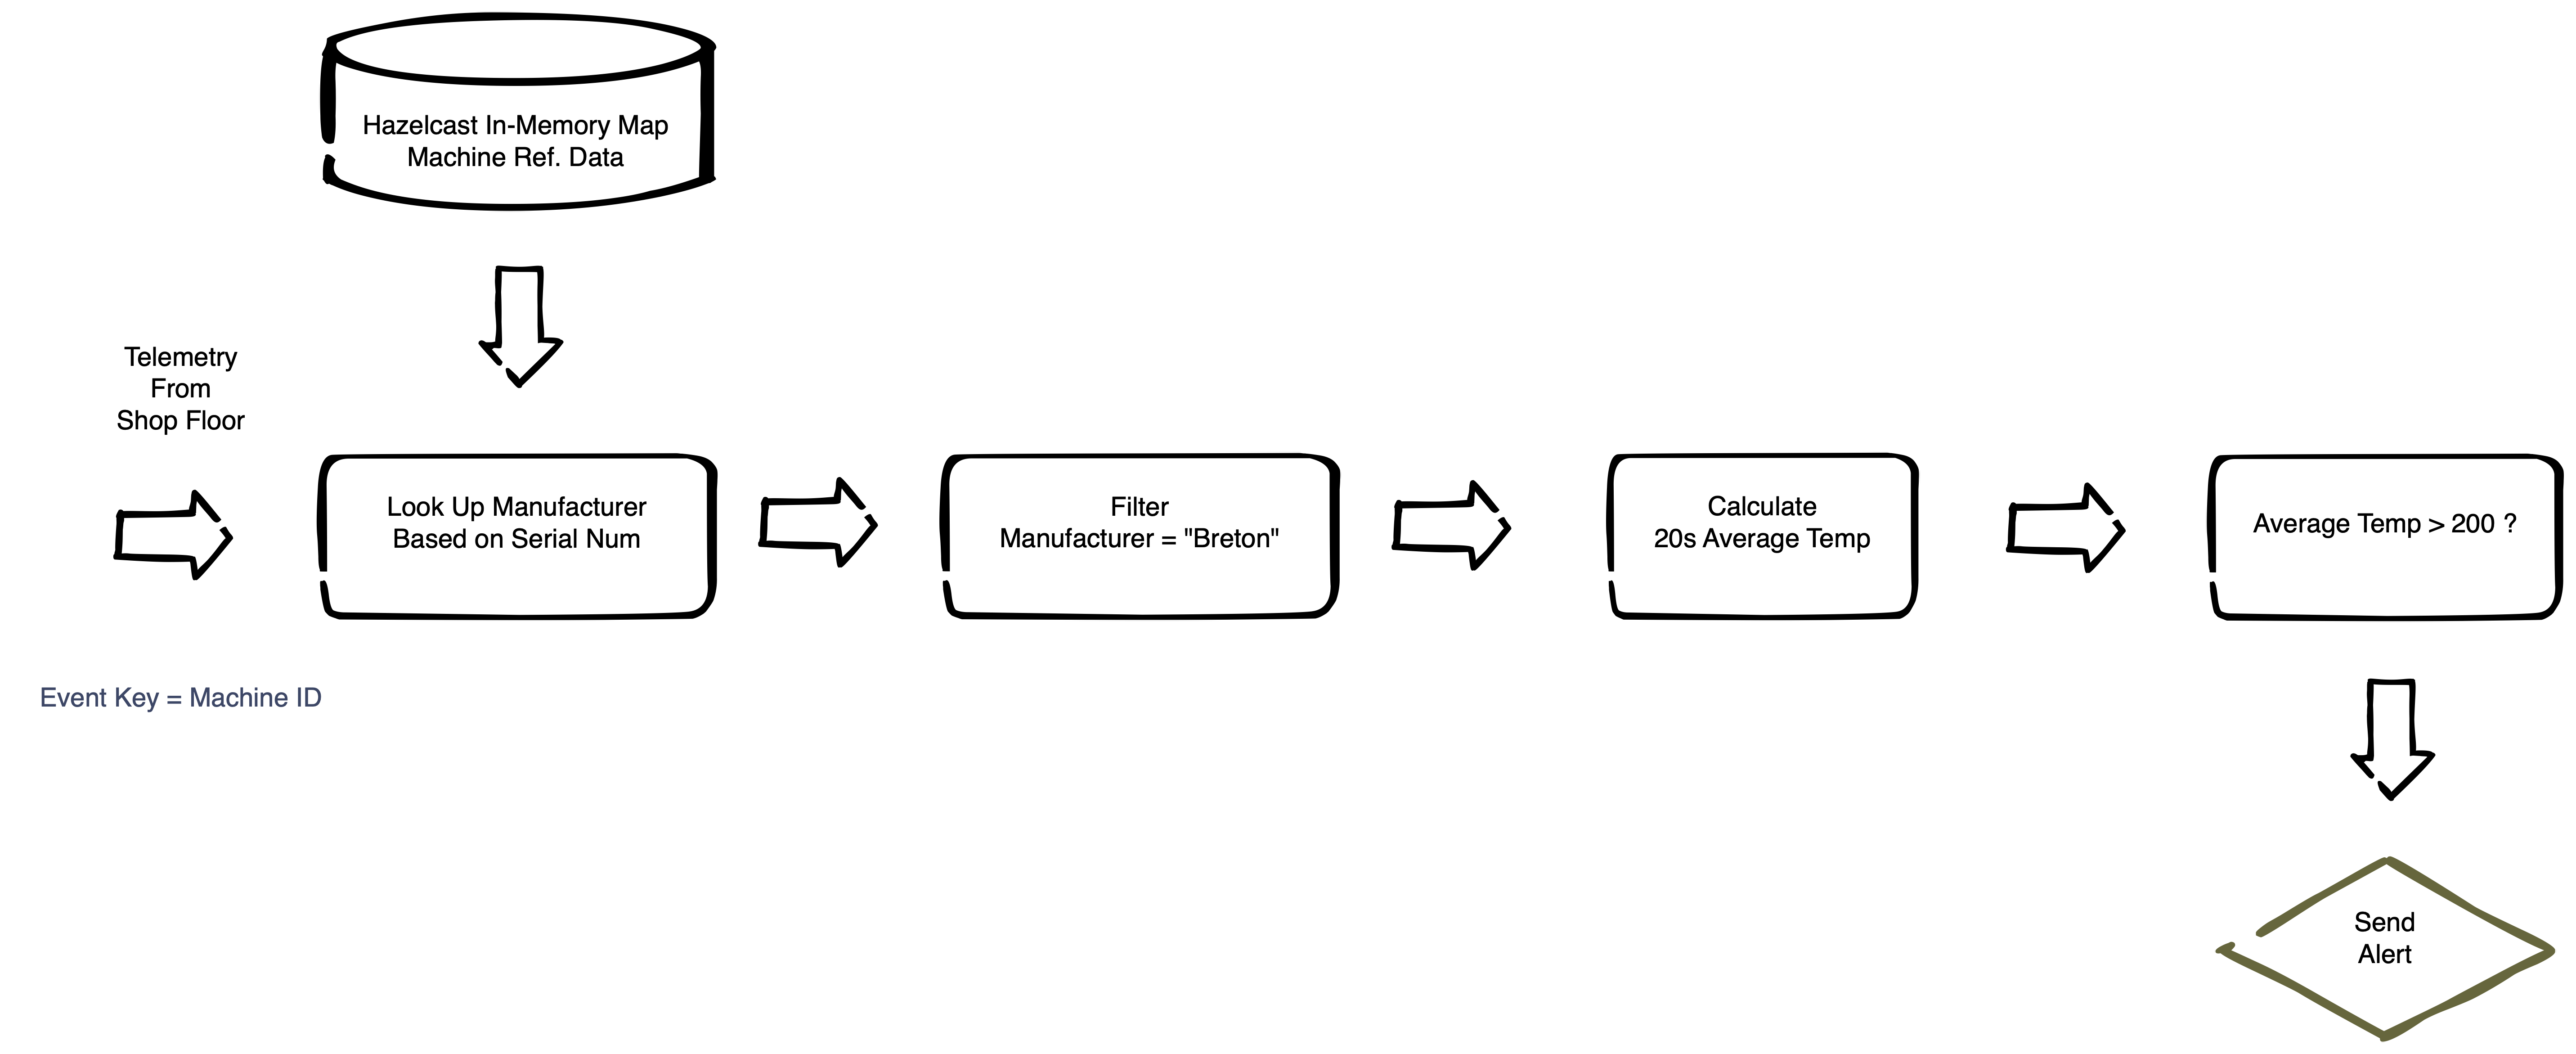 Hazelcast In-Memory Map
Machine Ref. Data
Telemetry
From
Shop Floor
Look Up Manufacturer
Based on Serial Num
Filter
Manufacturer = "Breton"
Calculate
20s Average Temp
Average Temp > 200 ?
Event Key = Machine ID
Send
Alert